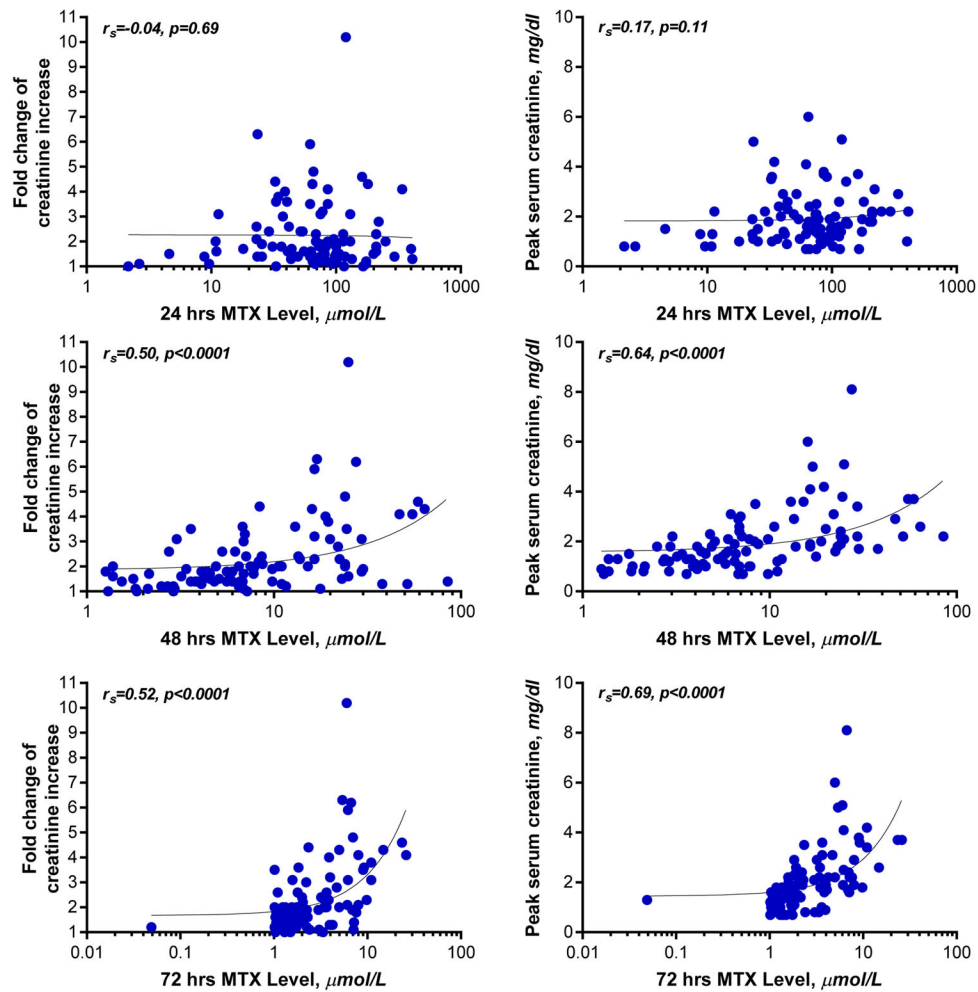 rs=-0.04, p=0.69
Fold change of
creatinine increase
11
10
9
8
7
6
5
4
3
2
1
1 10 100 1000
24 hrs MTX Level, μmol/L
rs=0.17, p=0.11
Peak serum creatinine, mg/dl
10
8
6
4
2
0
1 10 100 1000
24 hrs MTX Level, μmol/L
rs=0.50, p<0.0001
Fold change of
creatinine increase
11
10
9
8
7
6
5
4
3
2
1
1 10 100
48 hrs MTX Level, μmol/L
rs=0.64, p<0.0001
Peak serum creatinine, mg/dl
10
8
6
4
2
0
1 10 100
48 hrs MTX Level, μmol/L
rs=0.52, p<0.0001
Fold change of
creatinine increase
11
10
9
8
7
6
5
4
3
2
1
0.01 0.1 1 10 100
72 hrs MTX Level, μmol/L
rs=0.69, p<0.0001
Peak serum creatinine, mg/dl
10
8
6
4
2
0
0.01 0.1 1 10 100
72 hrs MTX Level, μmol/L